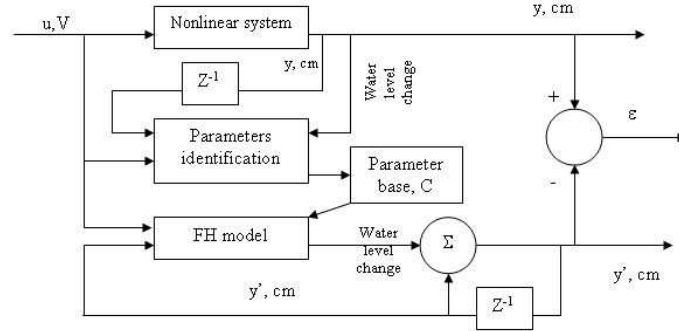 u,V
Nonlinear system
y, cm
y, cm
Z-1
Water
level
change
+
ε
Parameters
identification
Parameter
base, C
-
FH model
Water
level
change
Σ
y', cm
y', cm
Z-1